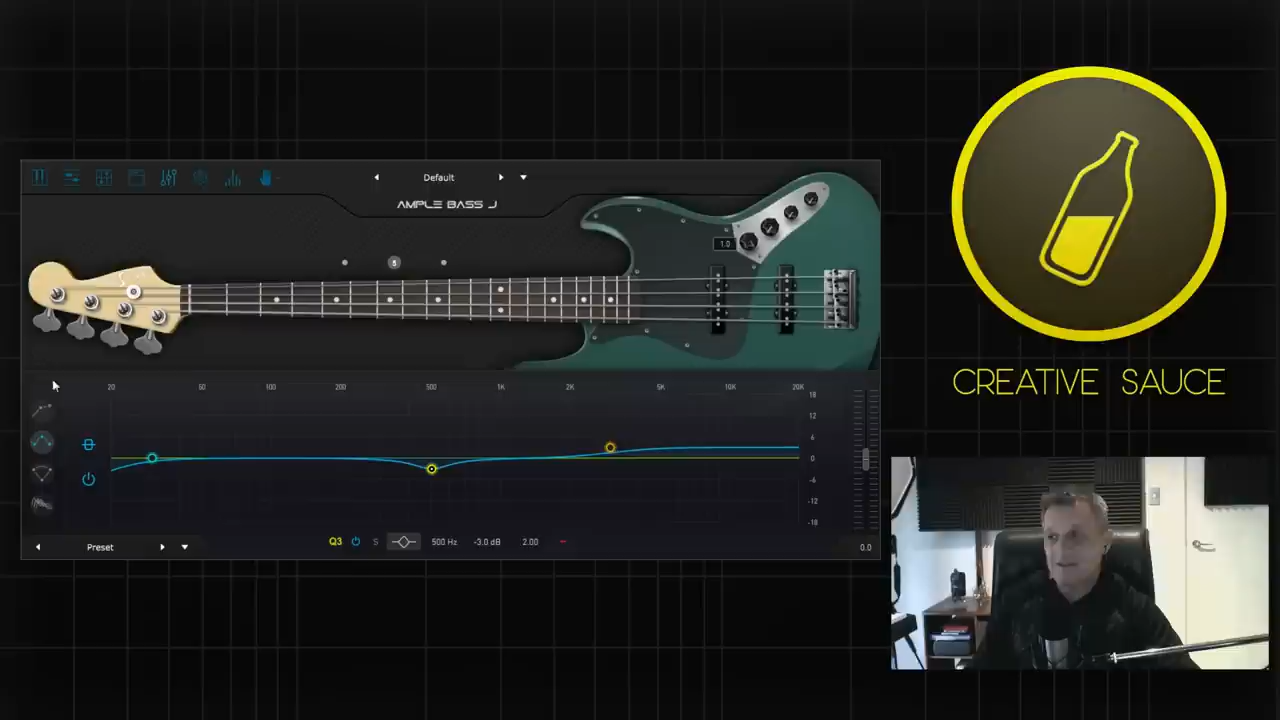 Default
AMPLE BASS J
1.0
5
20 50 100 200 500 1K 2K 5K 10K 20K
18
12
6
0
-6
-12
-18
Q3 S 500 Hz -3.0 dB 2.00
Preset
0.0
CREATIVE SAUCE